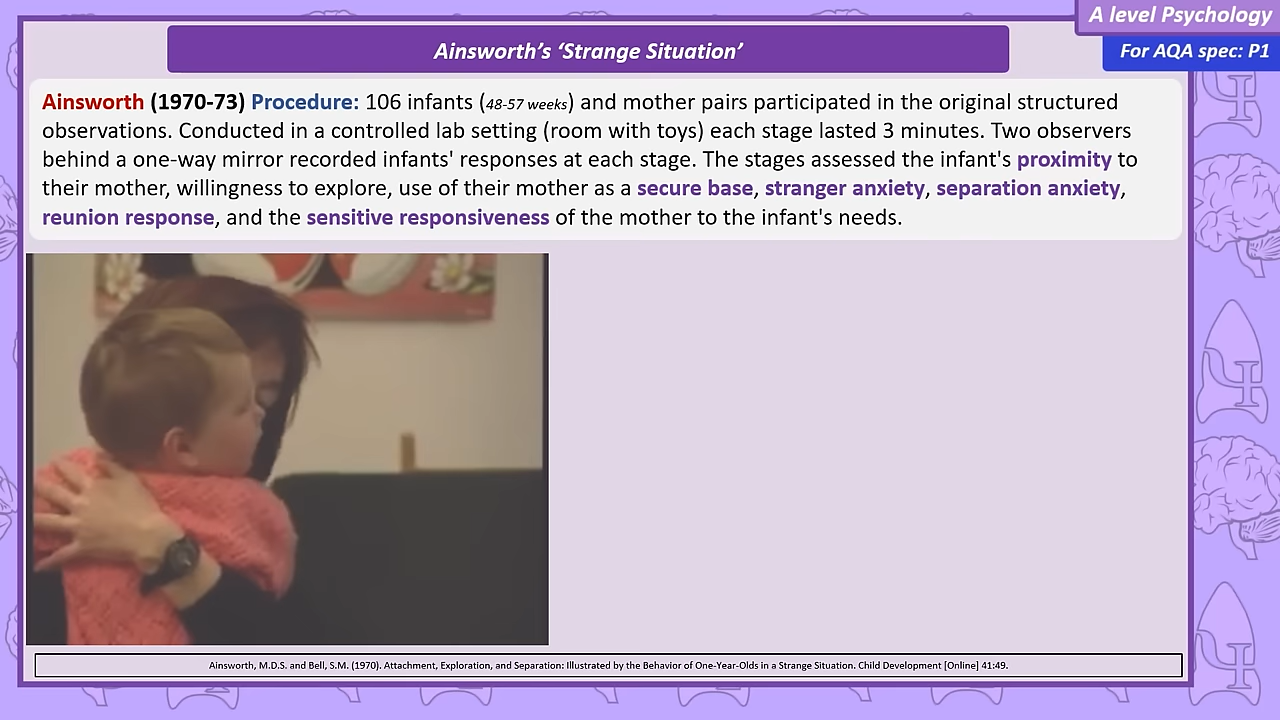 A level Psychology
For AQA spec: P1
Ainsworth's 'Strange Situation'
Ainsworth (1970-73) Procedure: 106 infants (48-57 weeks) and mother pairs participated in the original structured
observations. Conducted in a controlled lab setting (room with toys) each stage lasted 3 minutes. Two observers
behind a one-way mirror recorded infants' responses at each stage. The stages assessed the infant's proximity to
their mother, willingness to explore, use of their mother as a secure base, stranger anxiety, separation anxiety,
reunion response, and the sensitive responsiveness of the mother to the infant's needs.
Ainsworth, M.D.S. and Bell, S.M. (1970). Attachment, Exploration, and Separation: Illustrated by the Behavior of One-Year-Olds in a Strange Situation. Child Development [Online] 41:49.